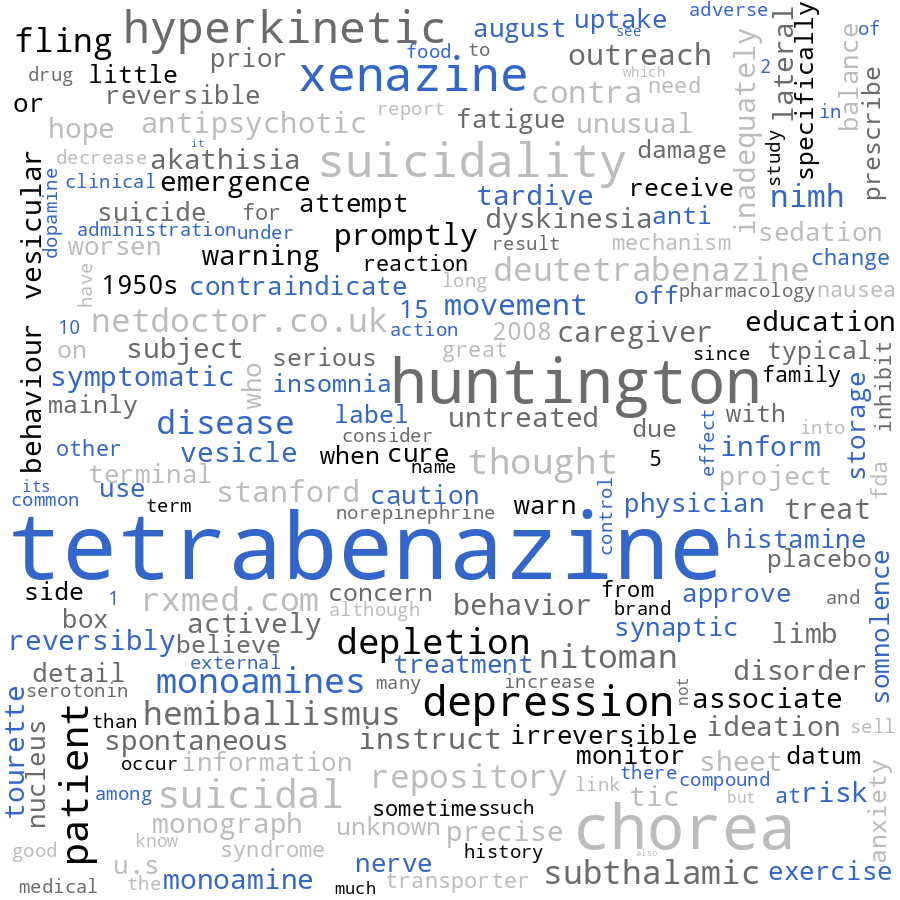 hyperkinetic
fling
august
uptake
adverse
see
of
xenazine
prior
food
to
outreach
drug
little
reversible
which
contra
need
2
lateral
specifically
balance
or
report
in
prescribe
inadequately
hope
antipsychotic
fatigue
unusual
it
decrease
akathisia
suicidality
damage
study
vesicular
dopamine
clinical
emergence
attempt
tardive
receive
nimh
suicide
for
dyskinesia
anti
administration
under
promptly
result
mechanism
sedation
worsen
warning
reaction
long
deutetrabenazine
change
have
1950s
contraindicate
15
movement
off
pharmacology
nausea
10
netdoctor.co.uk
action
2008
caregiver
education
on
subject
serious
great
since
typical
inhibit
behaviour
symptomatic
who
insomnia
huntington
family
storage
mainly
disease
label
untreated
due
with
into
other
vesicle
consider
when
cure
name
thought
5
effect
inform
terminal
project
fda
its
common
use
stanford
caution
control
physician
term
norepinephrine
warn
treat
tetrabenazine
histamine
placebo
side
1
rxmed.com
concern
although
behavior
from
brand
approve
and
somnolence
box
actively
reversibly
believe
depletion
synaptic
limb
external
treatment
nitoman
detail
serotonin
monoamines
many
increase
disorder
not
tourette
nucleus
patient
than
hemiballismus
depression
associate
ideation
sell
spontaneous
instruct
irreversible
occur
information
monitor
sheet
datum
repository
link
there
compound
among
suicidal
sometimes
such
tic
but
at
risk
anxiety
monograph
unknown
precise
chorea
good
know
syndrome
history
also
u.s
nerve
medical
the
monoamine
much
transporter
subthalamic
exercise